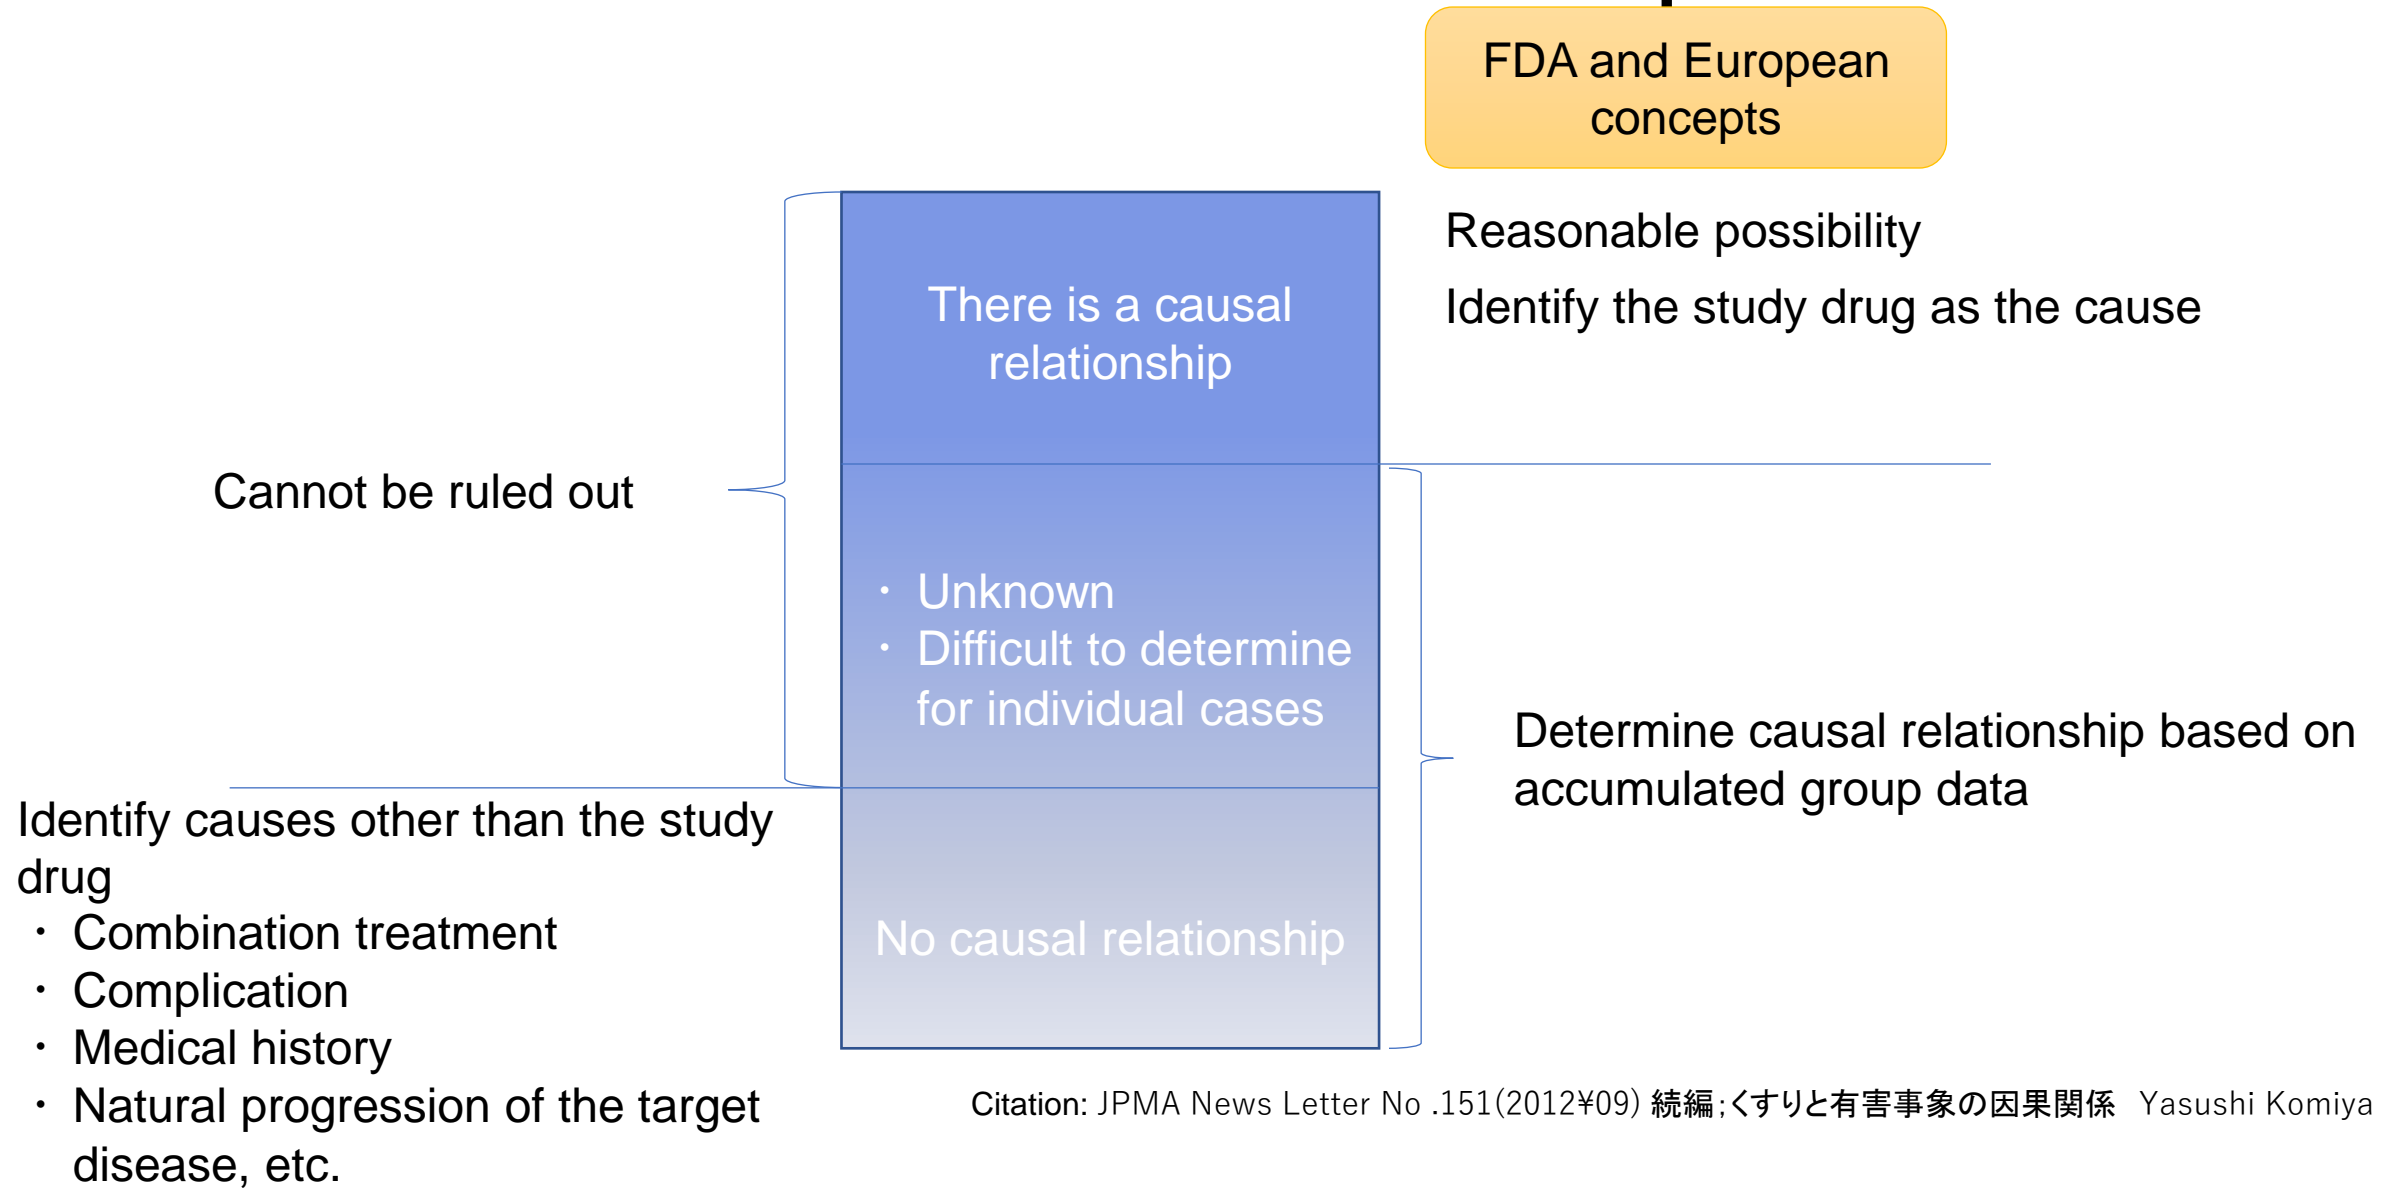 FDA and European
concepts
Reasonable possibility
Identify the study drug as the cause
There is a causal
relationship
Cannot be ruled out
・ Unknown
・ Difficult to determine
for individual cases
Determine causal relationship based on
accumulated group data
Identify causes other than the study
drug
・ Combination treatment
・ Complication
・ Medical history
・ Natural progression of the target
disease, etc.
No causal relationship
Citation: JPMA News Letter No .151(2012¥09) 続編；くすりと有害事象の因果関係　Yasushi Komiya